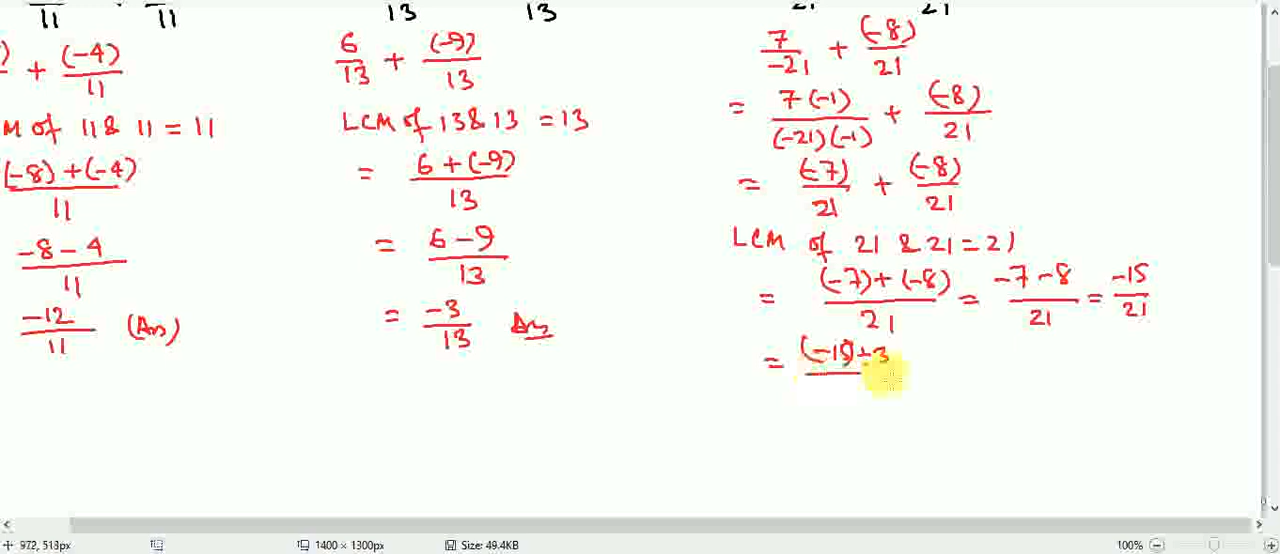 11 11
+ (-4)/11
M of 11 & 11 = 11
(-8)+(-4)/11
-8-4/11
-12/11 (Ans)
13 13
6/13 + (-9)/13
LCM of 13 & 13 = 13
= 6+(-9)/13
= 6-9/13
= -3/13 Ans
21 21
7/-21 + (-8)/21
= 7(-1)/(-21)(-1) + (-8)/21
= (-7)/21 + (-8)/21
LCM of 21 & 21 = 21
= (-7)+(-8)/21 = -7-8/21 = -15/21
= (-15)÷3
972, 518px 1400 × 1300px Size: 49.4KB 100%